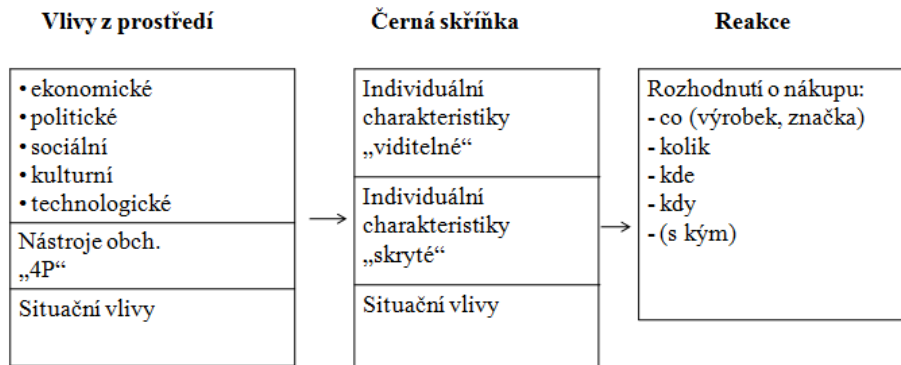 Vlivy z prostředí
• ekonomické
• politické
• sociální
• kulturní
• technologické
Nástroje obch.
„4P“
Situační vlivy
Černá skříňka
Individuální
charakteristiky
„viditelné“
Individuální
charakteristiky
„skryté“
Situační vlivy
Reakce
Rozhodnutí o nákupu:
- co (výrobek, značka)
- kolik
- kde
- kdy
- (s kým)